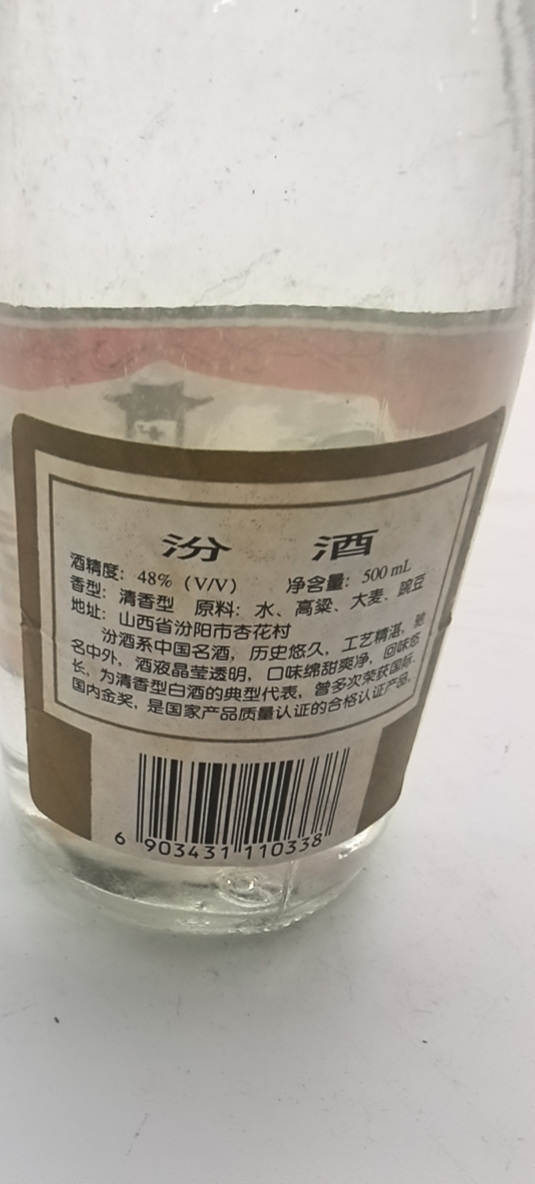 汾 酒
酒精度：48%（V/V） 净含量：500 mL
香型：清香型 原料：水、高粱、大麦、豌豆
地址：山西省汾阳市杏花村
汾酒系中国名酒，历史悠久，工艺精湛，驰
名中外，酒液晶莹透明，口味绵甜爽净，回味悠
长，为清香型白酒的典型代表，曾多次荣获国际、
国内金奖，是国家产品质量认证的合格认证产品。
6 903431 110338